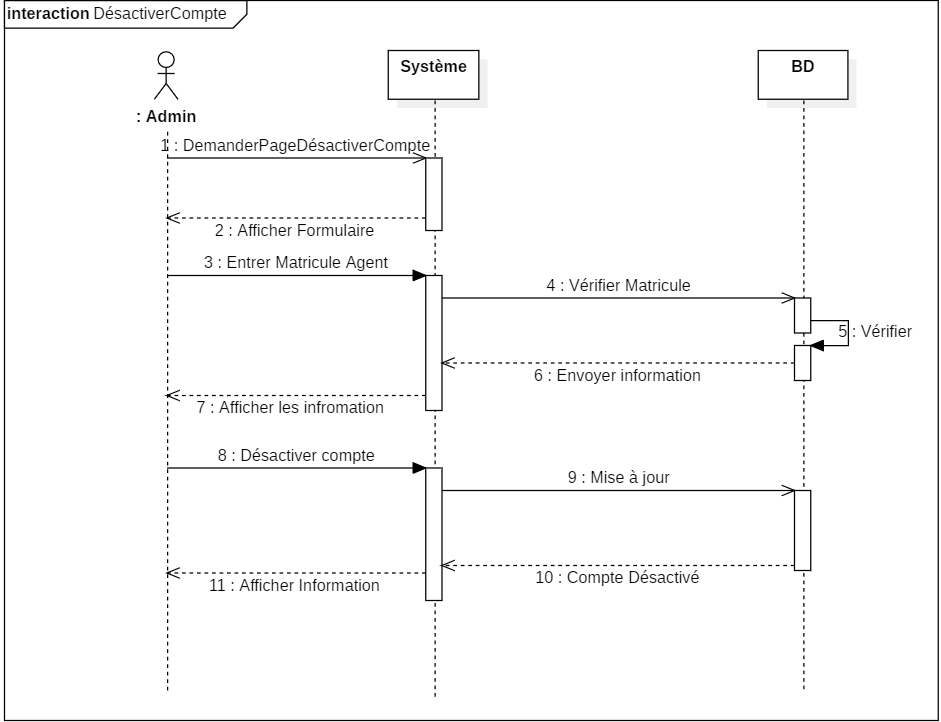 interaction DésactiverCompte
Système
BD
: Admin
1 : DemanderPageDésactiverCompte
2 : Afficher Formulaire
3 : Entrer Matricule Agent
4 : Vérifier Matricule
5 : Vérifier
6 : Envoyer information
7 : Afficher les infromation
8 : Désactiver compte
9 : Mise à jour
10 : Compte Désactivé
11 : Afficher Information